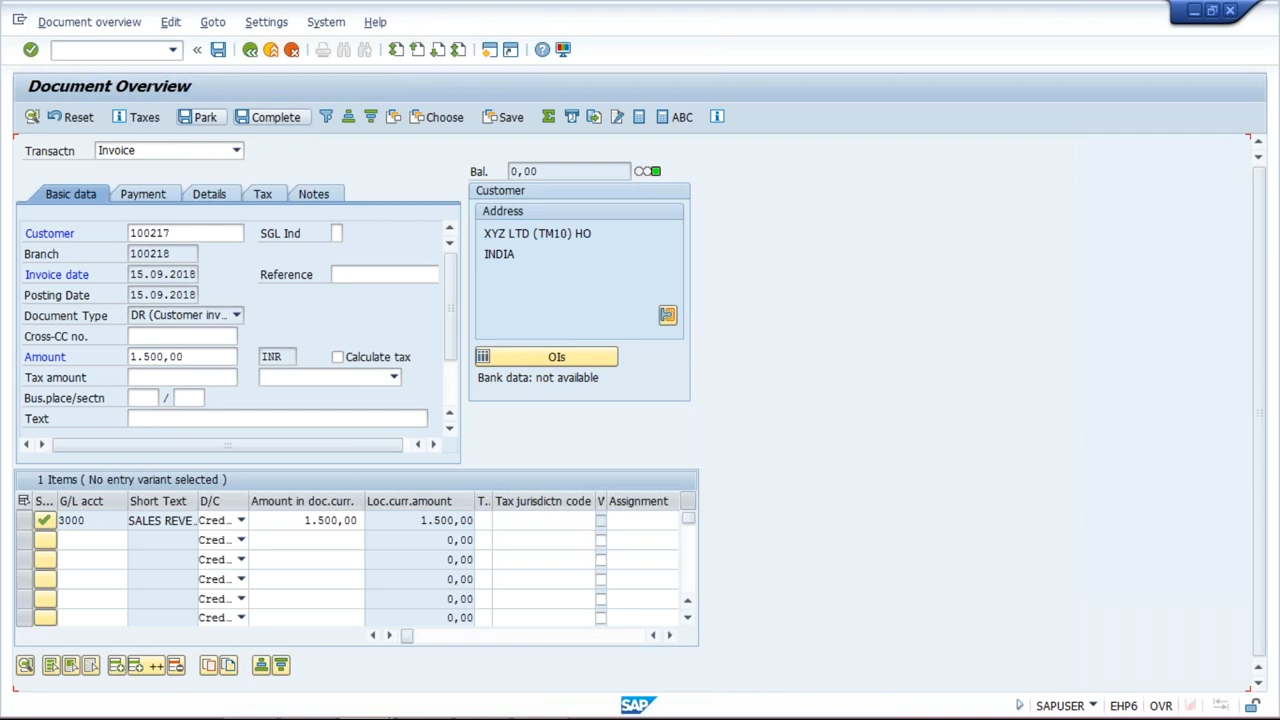 Document overview Edit Goto Settings System Help
Document Overview
Reset Taxes Park Complete Choose Save ABC
Transactn Invoice
Bal. 0,00
Basic data Payment Details Tax Notes
Customer
Address
XYZ LTD (TM10) HO
INDIA
OIs
Bank data: not available
Customer 100217 SGL Ind
Branch 100218
Invoice date 15.09.2018 Reference
Posting Date 15.09.2018
Document Type DR (Customer inv...
Cross-CC no.
Amount 1.500,00 INR Calculate tax
Tax amount
Bus.place/sectn /
Text
1 Items ( No entry variant selected )
S... G/L acct Short Text D/C Amount in doc.curr. Loc.curr.amount T.. Tax jurisdictn code V Assignment
3000 SALES REVE.. Cred... 1.500,00 1.500,00
Cred... 0,00
Cred... 0,00
Cred... 0,00
Cred... 0,00
Cred... 0,00
SAP SAPUSER EHP6 OVR